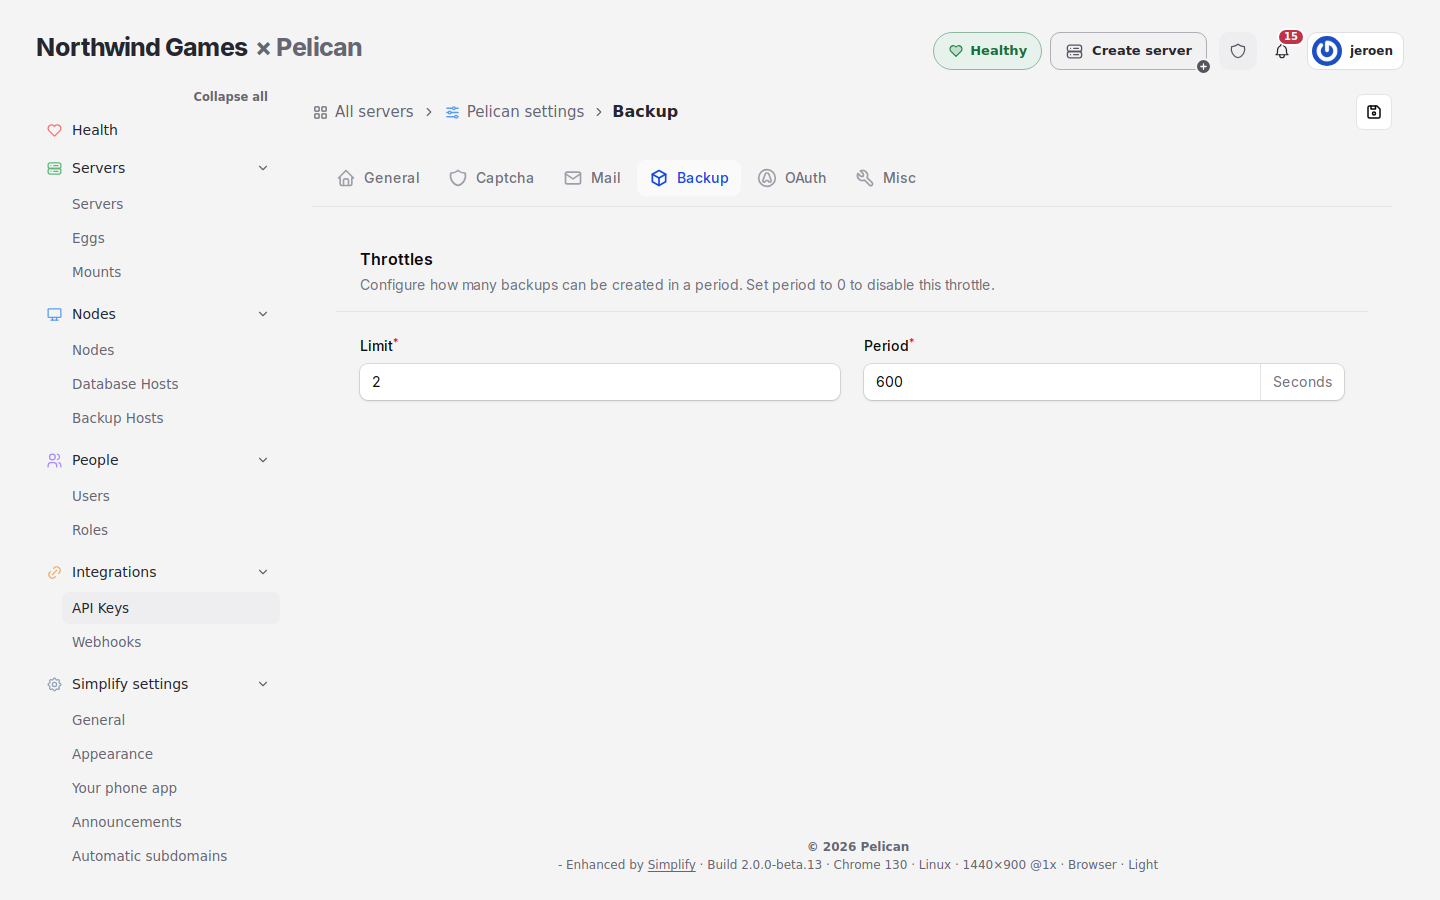 Northwind Games × Pelican
Healthy
Create server
15
jeroen
Collapse all
Health
Servers
Servers
Eggs
Mounts
Nodes
Nodes
Database Hosts
Backup Hosts
People
Users
Roles
Integrations
API Keys
Webhooks
Simplify settings
General
Appearance
Your phone app
Announcements
Automatic subdomains
All servers > Pelican settings > Backup
General
Captcha
Mail
Backup
OAuth
Misc
Throttles
Configure how many backups can be created in a period. Set period to 0 to disable this throttle.
Limit*
2
Period*
600
Seconds
© 2026 Pelican
- Enhanced by Simplify · Build 2.0.0-beta.13 · Chrome 130 · Linux · 1440×900 @1x · Browser · Light